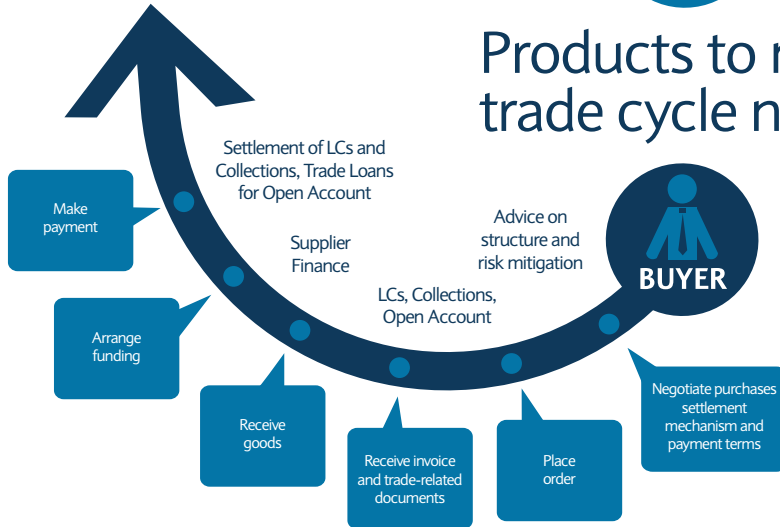 Products to
trade cycle
Settlement of LCs and
Collections, Trade Loans
for Open Account
Make
payment
Advice on
structure and
risk mitigation
Supplier
Finance
BUYER
LCs, Collections,
Open Account
Arrange
funding
Negotiate purchases
settlement
mechanism and
payment terms
Receive
goods
Receive invoice
and trade-related
documents
Place
order